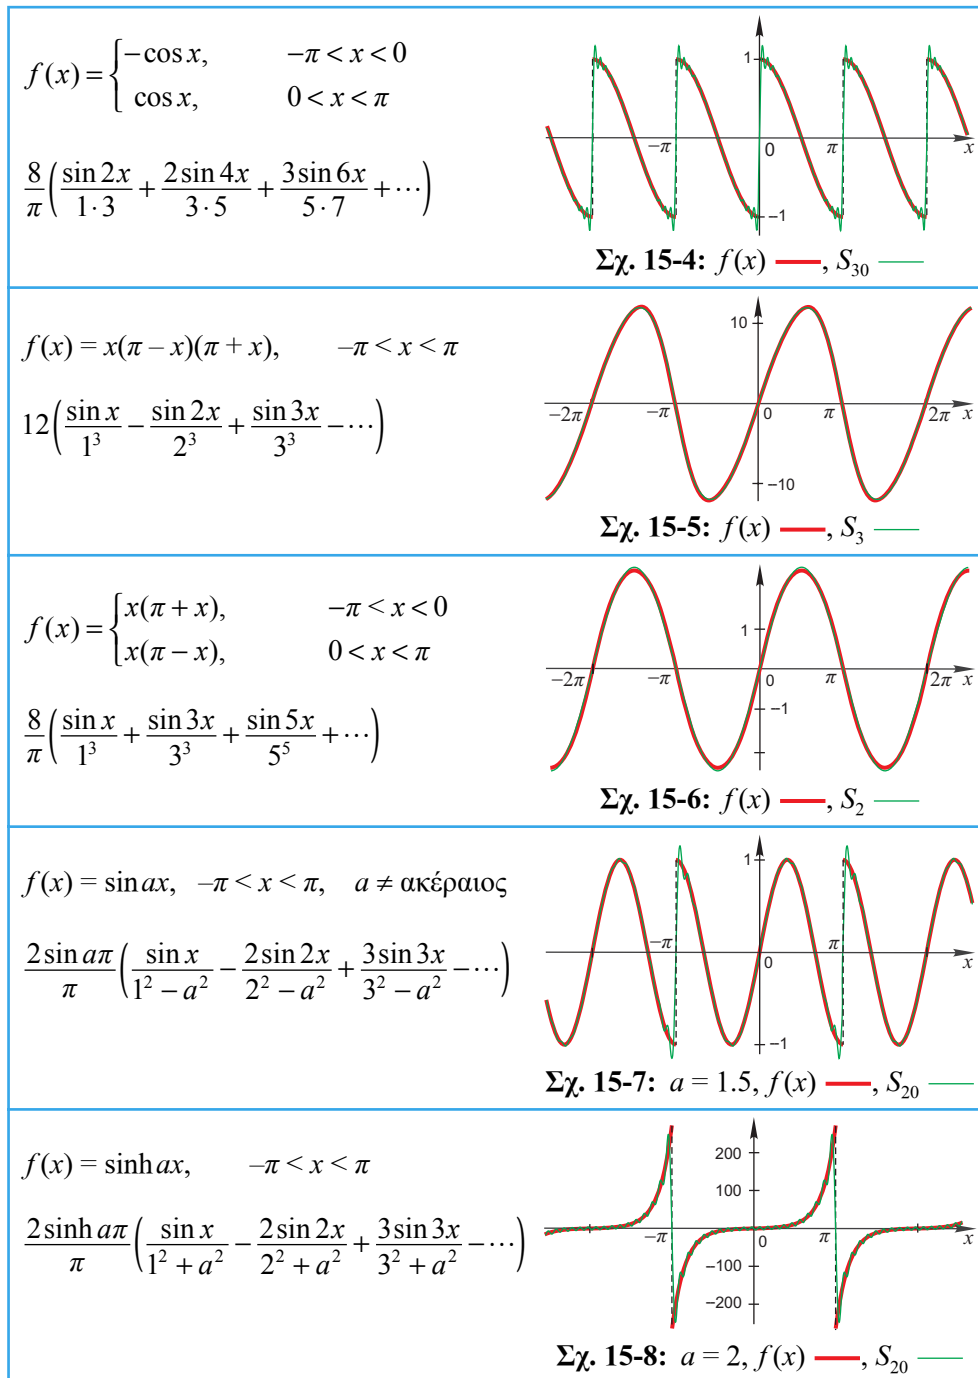 f(x) = { −cos x, −π < x < 0
cos x, 0 < x < π
8/π ( sin 2x / 1·3 + 2 sin 4x / 3·5 + 3 sin 6x / 5·7 + ⋯ )
1
−π 0 π x
−1
Σχ. 15-4: f(x) , S₃₀
f(x) = x(π − x)(π + x), −π < x < π
12 ( sin x / 1³ − sin 2x / 2³ + sin 3x / 3³ − ⋯ )
10
−2π −π 0 π 2π x
−10
Σχ. 15-5: f(x) , S₃
f(x) = { x(π + x), −π < x < 0
x(π − x), 0 < x < π
8/π ( sin x / 1³ + sin 3x / 3³ + sin 5x / 5⁵ + ⋯ )
1
−2π −π 0 π 2π x
−1
Σχ. 15-6: f(x) , S₂
f(x) = sin ax, −π < x < π, a ≠ ακέραιος
2 sin aπ / π ( sin x / 1² − a² − 2 sin 2x / 2² − a² + 3 sin 3x / 3² − a² − ⋯ )
1
−π 0 π x
−1
Σχ. 15-7: a = 1.5, f(x) , S₂₀
f(x) = sinh ax, −π < x < π
2 sinh aπ / π ( sin x / 1² + a² − 2 sin 2x / 2² + a² + 3 sin 3x / 3² + a² − ⋯ )
200
100
−π 0 π x
−100
−200
Σχ. 15-8: a = 2, f(x) , S₂₀